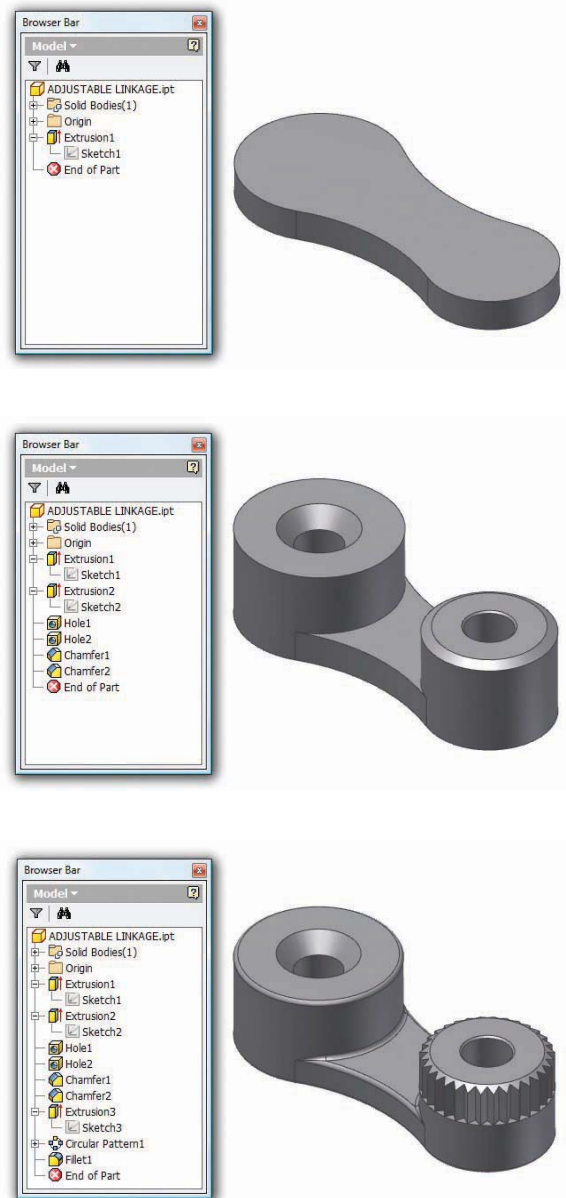 Browser Bar
Model
ADJUSTABLE LINKAGE.ipt
Solid Bodies(1)
Origin
Extrusion1
Sketch1
End of Part
Browser Bar
Model
ADJUSTABLE LINKAGE.ipt
Solid Bodies(1)
Origin
Extrusion1
Sketch1
Extrusion2
Sketch2
Hole1
Hole2
Chamfer1
Chamfer2
End of Part
Browser Bar
Model
ADJUSTABLE LINKAGE.ipt
Solid Bodies(1)
Origin
Extrusion1
Sketch1
Extrusion2
Sketch2
Hole1
Hole2
Chamfer1
Chamfer2
Extrusion3
Sketch3
Circular Pattern1
Fillet1
End of Part